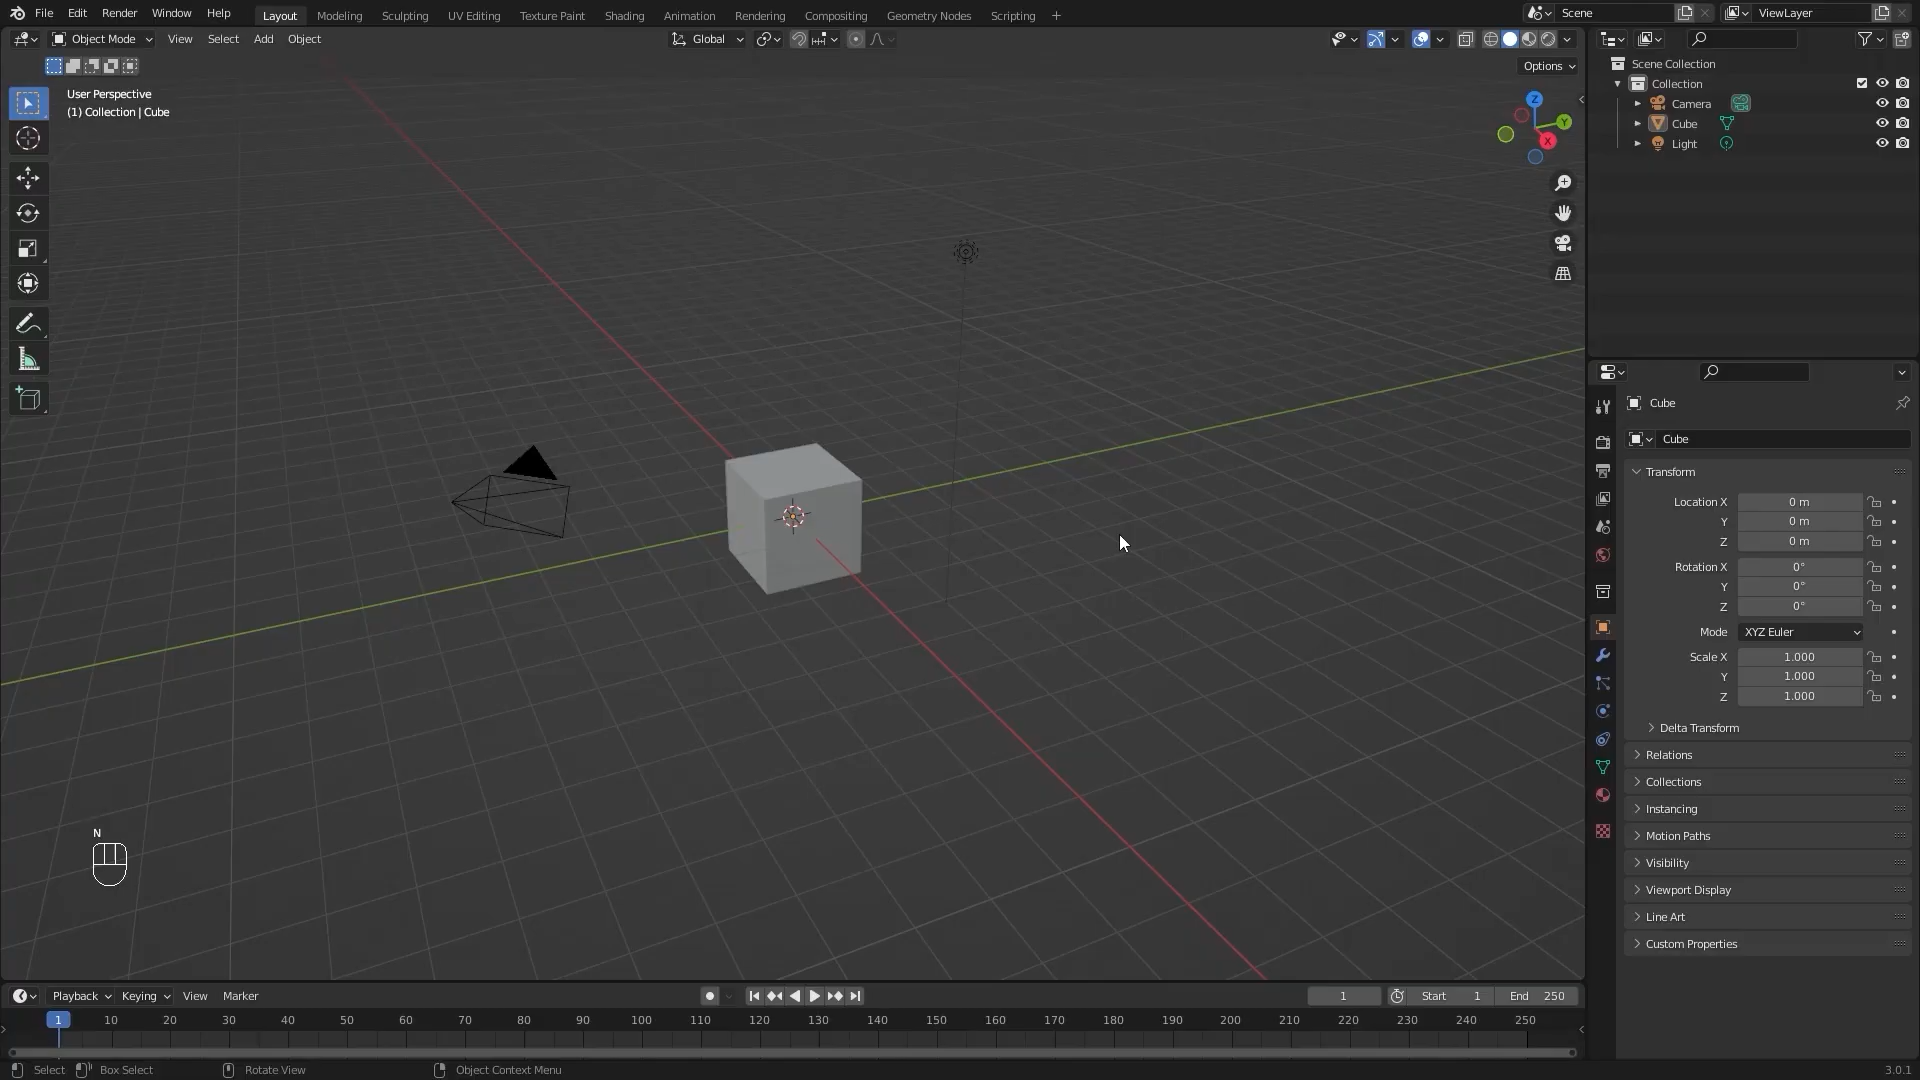 File Edit Render Window Help Layout Modeling Sculpting UV Editing Texture Paint Shading Animation Rendering Compositing Geometry Nodes Scripting + Scene ViewLayer
Object Mode View Select Add Object Global
Options
User Perspective
(1) Collection | Cube
Z
Y
X
N
Scene Collection
Collection
Camera
Cube
Light
Cube
Cube
Transform
Location X 0 m
Y 0 m
Z 0 m
Rotation X 0°
Y 0°
Z 0°
Mode XYZ Euler
Scale X 1.000
Y 1.000
Z 1.000
Delta Transform
Relations
Collections
Instancing
Motion Paths
Visibility
Viewport Display
Line Art
Custom Properties
Playback Keying View Marker 1 Start 1 End 250
1 10 20 30 40 50 60 70 80 90 100 110 120 130 140 150 160 170 180 190 200 210 220 230 240 250
Select Box Select Rotate View Object Context Menu 3.0.1